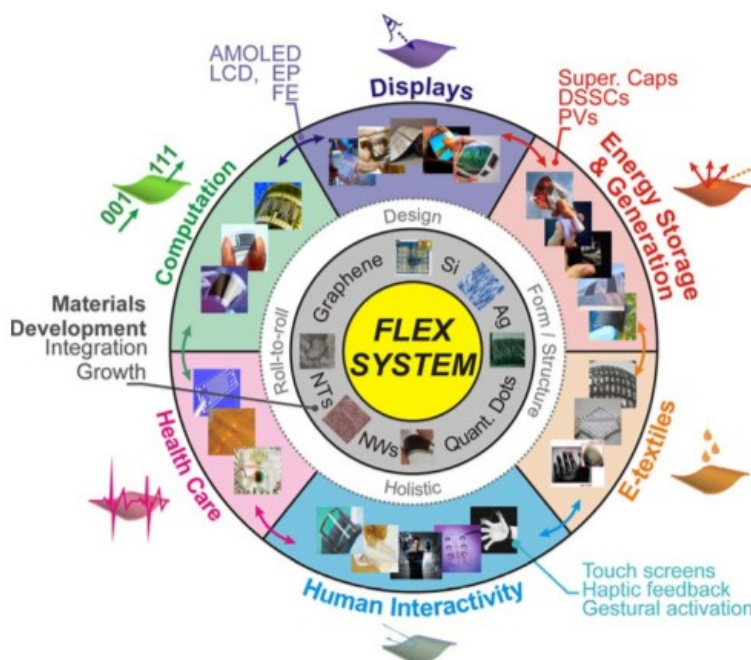 AMOLED
LCD, EP
FE
Displays
Super. Caps
DSSCs
PVs
Energy Storage
& Generation
001 111
Computation
Design
Graphene
Si
Ag
Quant. Dots
NWs
NTs
FLEX
SYSTEM
Form / Structure
Roll-to-roll
Holistic
Materials
Development
Integration
Growth
Health Care
E-textiles
Human Interactivity
Touch screens
Haptic feedback
Gestural activation